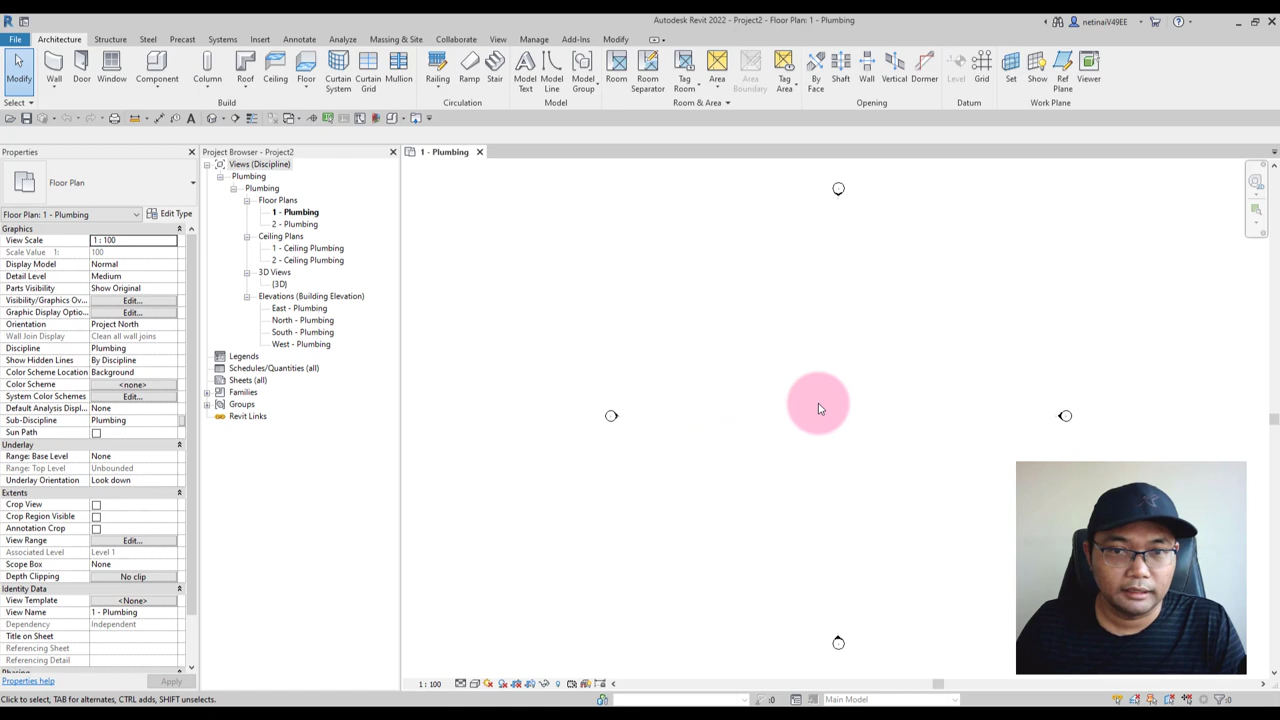 Autodesk Revit 2022 - Project2 - Floor Plan: 1 - Plumbing
netinaiV49EE
File Architecture Structure Steel Precast Systems Insert Annotate Analyze Massing & Site Collaborate View Manage Add-Ins Modify
Modify Wall Door Window Component Column Roof Ceiling Floor Curtain System Curtain Grid Mullion Railing Ramp Stair Model Text Model Line Model Group Room Room Separator Tag Room Area Area Boundary Tag Area By Face Shaft Wall Vertical Dormer Level Grid Set Show Ref Plane Viewer
Select Build Circulation Model Room & Area Opening Datum Work Plane
Properties
Floor Plan
Floor Plan: 1 - Plumbing Edit Type
Graphics
View Scale 1 : 100
Scale Value 1: 100
Display Model Normal
Detail Level Medium
Parts Visibility Show Original
Visibility/Graphics Ov... Edit...
Graphic Display Optio... Edit...
Orientation Project North
Wall Join Display Clean all wall joins
Discipline Plumbing
Show Hidden Lines By Discipline
Color Scheme Location Background
Color Scheme <none>
System Color Schemes Edit...
Default Analysis Displ... None
Sub-Discipline Plumbing
Sun Path
Underlay
Range: Base Level None
Range: Top Level Unbounded
Underlay Orientation Look down
Extents
Crop View
Crop Region Visible
Annotation Crop
View Range Edit...
Associated Level Level 1
Scope Box None
Depth Clipping No clip
Identity Data
View Template <None>
View Name 1 - Plumbing
Dependency Independent
Title on Sheet
Referencing Sheet
Referencing Detail
Phasing
Properties help Apply
Project Browser - Project2
Views (Discipline)
Plumbing
Plumbing
Floor Plans
1 - Plumbing
2 - Plumbing
Ceiling Plans
1 - Ceiling Plumbing
2 - Ceiling Plumbing
3D Views
{3D}
Elevations (Building Elevation)
East - Plumbing
North - Plumbing
South - Plumbing
West - Plumbing
Legends
Schedules/Quantities (all)
Sheets (all)
Families
Groups
Revit Links
1 - Plumbing
1 : 100
Click to select, TAB for alternates, CTRL adds, SHIFT unselects. :0 Main Model :0